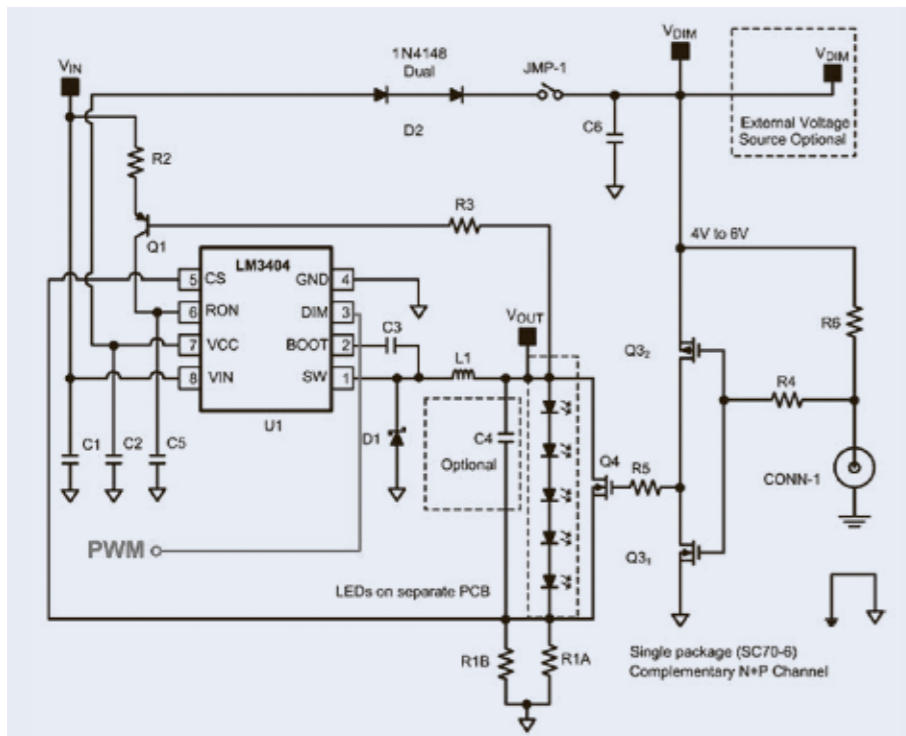 VIN
1N4148
Dual
D2
JMP-1
VDIM
VDIM
External Voltage
Source Optional
C6
R2
Q1
R3
4V to 6V
LM3404
5 CS
GND 4
6 RON
DIM 3
7 VCC
BOOT 2
8 VIN
SW 1
U1
C3
VOUT
L1
R6
Q32
R4
C1
C2
C5
D1
C4
Optional
Q4
R5
CONN-1
Q31
PWM
LEDs on separate PCB
R1B
R1A
Single package (SC70-6)
Complementary N+P Channel